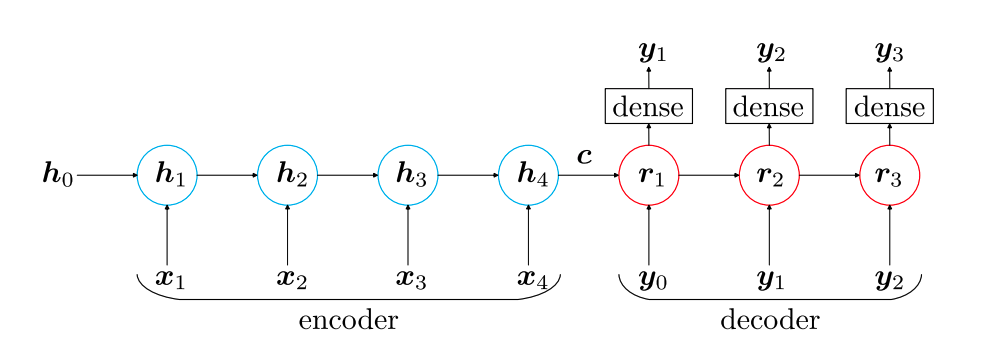 y₁ y₂ y₃
dense dense dense
h₀ h₁ h₂ h₃ h₄ c r₁ r₂ r₃
x₁ x₂ x₃ x₄ y₀ y₁ y₂
encoder decoder